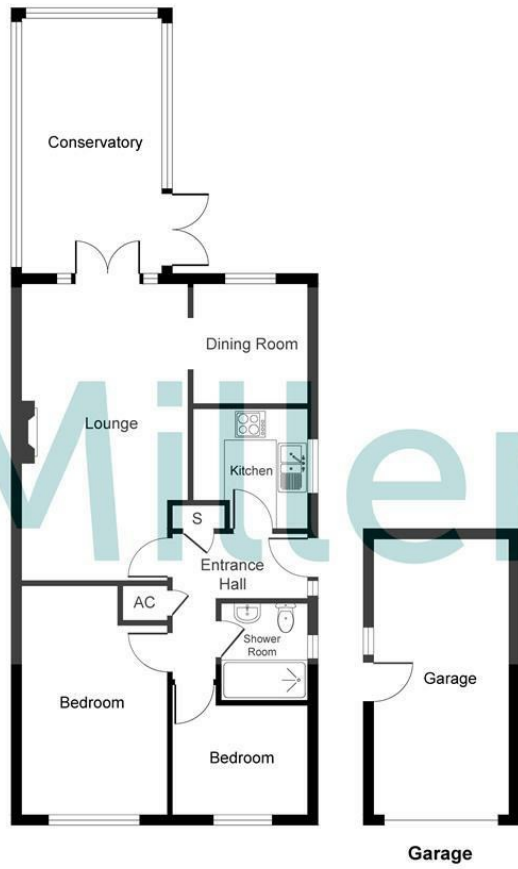 Conservatory
Dining Room
Lounge
Kitchen
S
Entrance
Hall
AC
Shower
Room
Bedroom
Bedroom
Garage
Garage
Miller